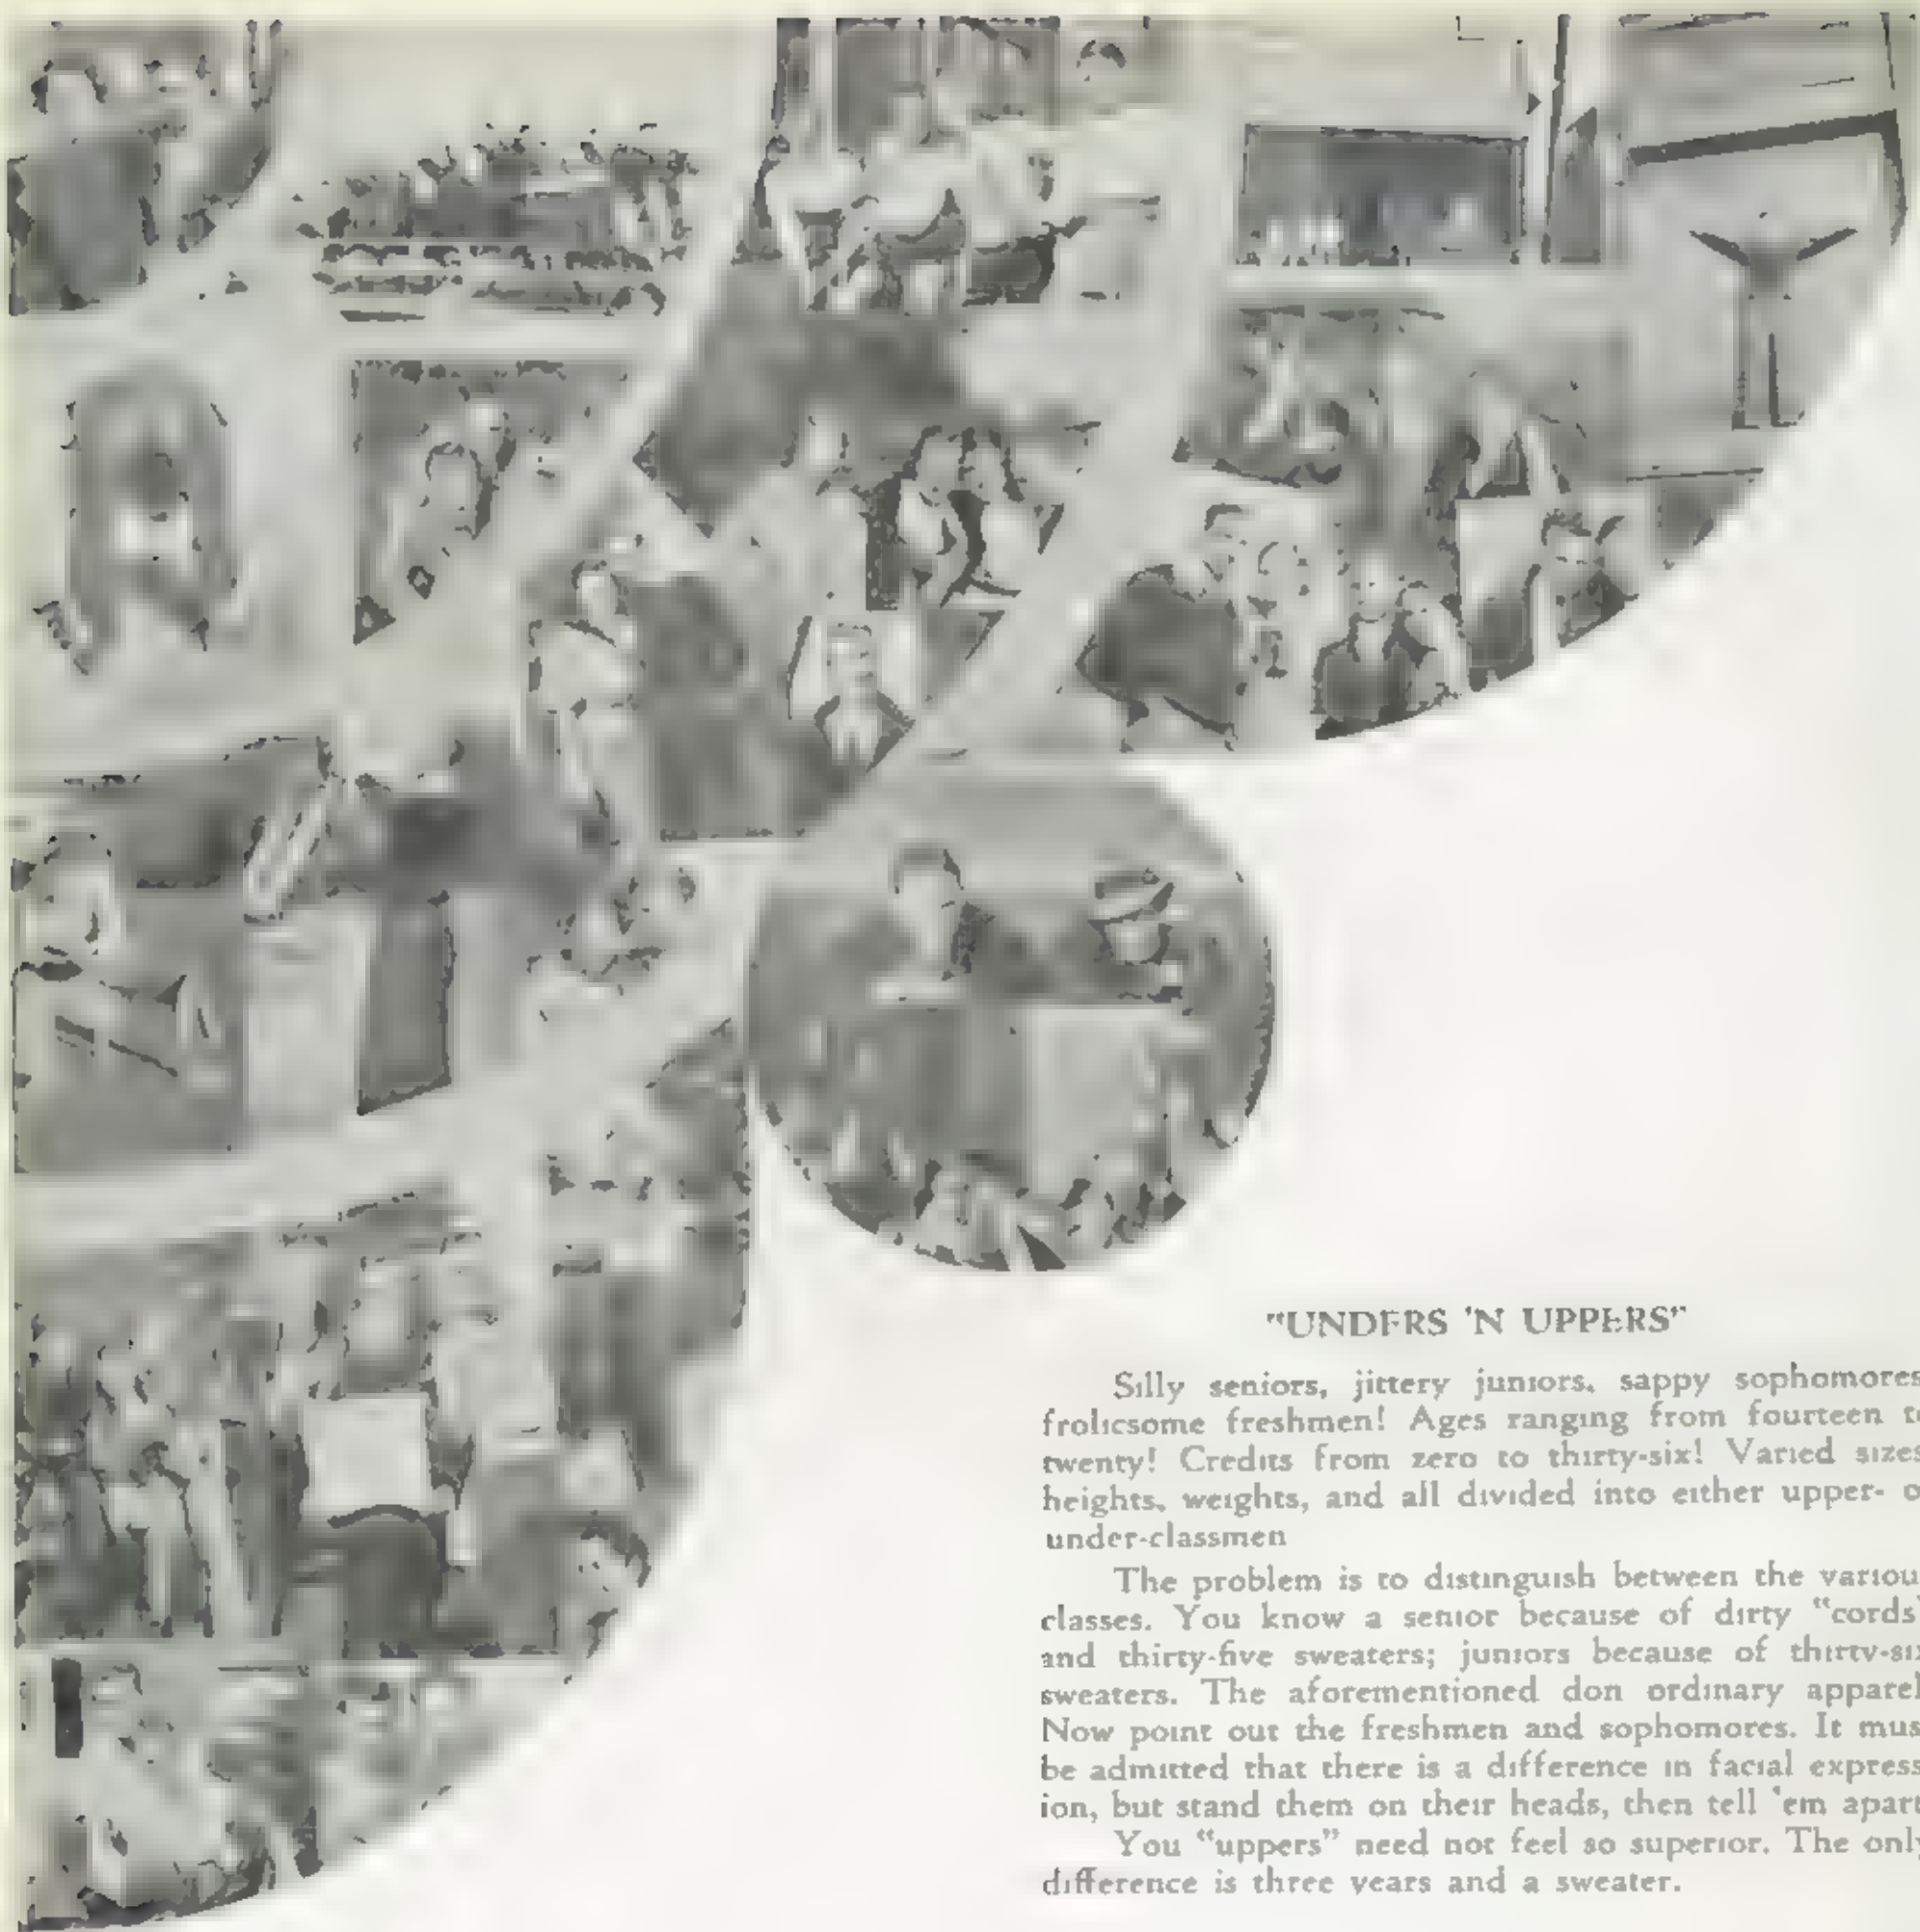 "UNDERS 'N UPPERS"
Silly seniors, jittery juniors, sappy sophomores
frolicsome freshmen! Ages ranging from fourteen t
twenty! Credits from zero to thirty-six! Varied sizes
heights, weights, and all divided into either upper- o
under-classmen
The problem is to distinguish between the variou
classes. You know a senior because of dirty "cords"
and thirty-five sweaters; juniors because of thirty-six
sweaters. The aforementioned don ordinary apparel
Now point out the freshmen and sophomores. It mus
be admitted that there is a difference in facial express
ion, but stand them on their heads, then tell 'em apart
You "uppers" need not feel so superior. The only
difference is three years and a sweater.